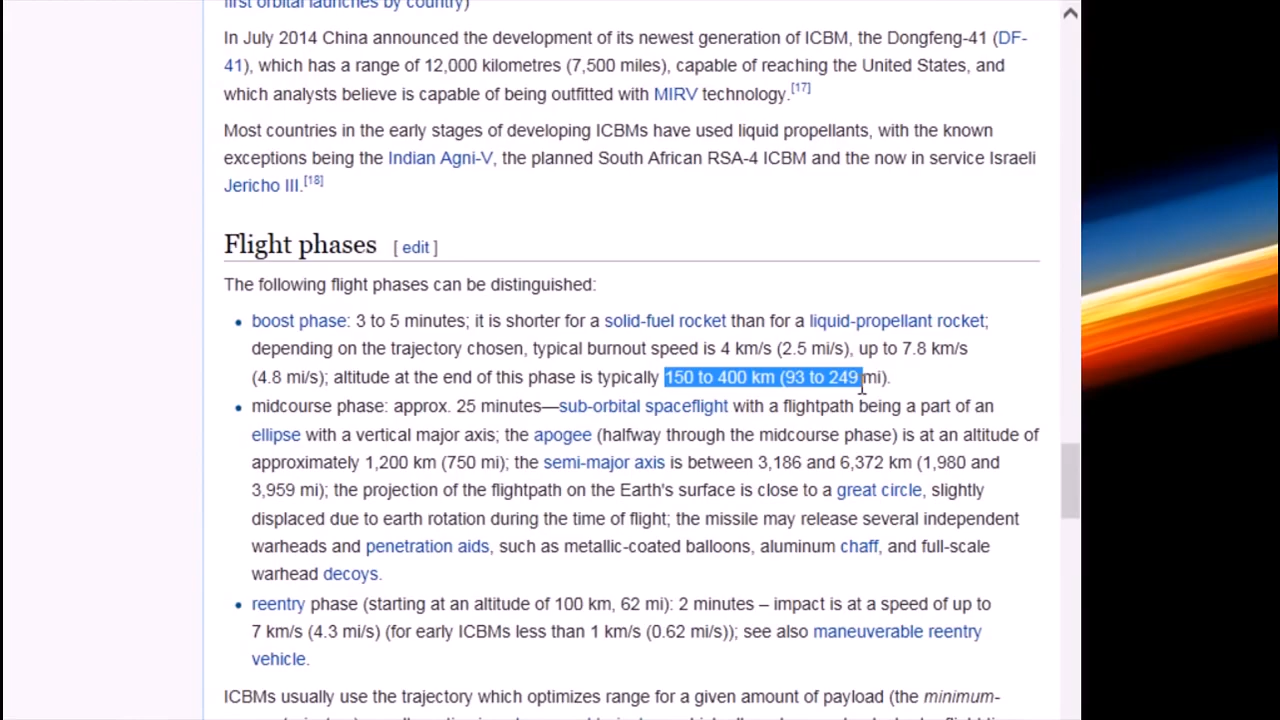 first orbital launches by country)
In July 2014 China announced the development of its newest generation of ICBM, the Dongfeng-41 (DF-
41), which has a range of 12,000 kilometres (7,500 miles), capable of reaching the United States, and
which analysts believe is capable of being outfitted with MIRV technology.[17]
Most countries in the early stages of developing ICBMs have used liquid propellants, with the known
exceptions being the Indian Agni-V, the planned South African RSA-4 ICBM and the now in service Israeli
Jericho III.[18]
Flight phases [ edit ]
The following flight phases can be distinguished:
• boost phase: 3 to 5 minutes; it is shorter for a solid-fuel rocket than for a liquid-propellant rocket;
depending on the trajectory chosen, typical burnout speed is 4 km/s (2.5 mi/s), up to 7.8 km/s
(4.8 mi/s); altitude at the end of this phase is typically 150 to 400 km (93 to 249 mi).
• midcourse phase: approx. 25 minutes—sub-orbital spaceflight with a flightpath being a part of an
ellipse with a vertical major axis; the apogee (halfway through the midcourse phase) is at an altitude of
approximately 1,200 km (750 mi); the semi-major axis is between 3,186 and 6,372 km (1,980 and
3,959 mi); the projection of the flightpath on the Earth's surface is close to a great circle, slightly
displaced due to earth rotation during the time of flight; the missile may release several independent
warheads and penetration aids, such as metallic-coated balloons, aluminum chaff, and full-scale
warhead decoys.
• reentry phase (starting at an altitude of 100 km, 62 mi): 2 minutes – impact is at a speed of up to
7 km/s (4.3 mi/s) (for early ICBMs less than 1 km/s (0.62 mi/s)); see also maneuverable reentry
vehicle.
ICBMs usually use the trajectory which optimizes range for a given amount of payload (the minimum-